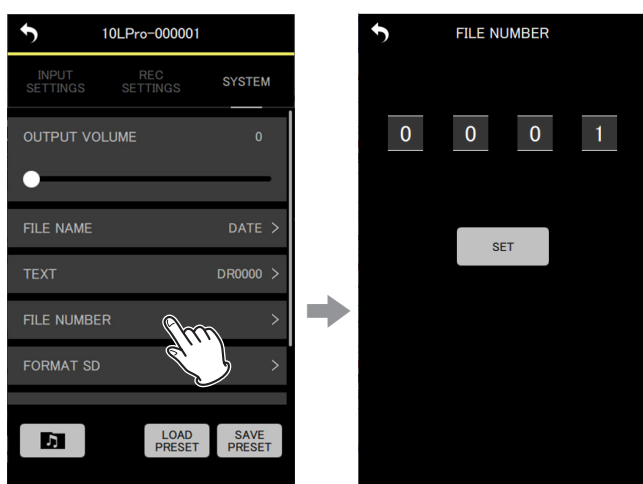 10LPro-000001
INPUT
SETTINGS
REC
SETTINGS
SYSTEM
OUTPUT VOLUME 0
FILE NAME DATE >
TEXT DR0000 >
FILE NUMBER >
FORMAT SD >
LOAD
PRESET
SAVE
PRESET
FILE NUMBER
0 0 0 1
SET